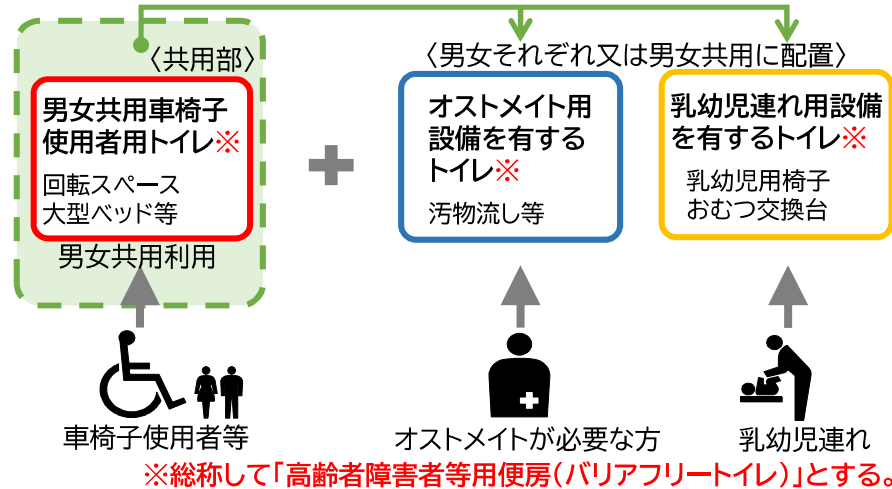 〈共用部〉
男女共用車椅子
使用者用トイレ※
回転スペース
大型ベッド等
男女共用利用
車椅子使用者等
〈男女それぞれ又は男女共用に配置〉
オストメイト用
設備を有する
トイレ※
汚物流し等
オストメイトが必要な方
乳幼児連れ用設備
を有するトイレ※
乳幼児用椅子
おむつ交換台
乳幼児連れ
※総称して「高齢者障害者等用便房(バリアフリートイレ)」とする。